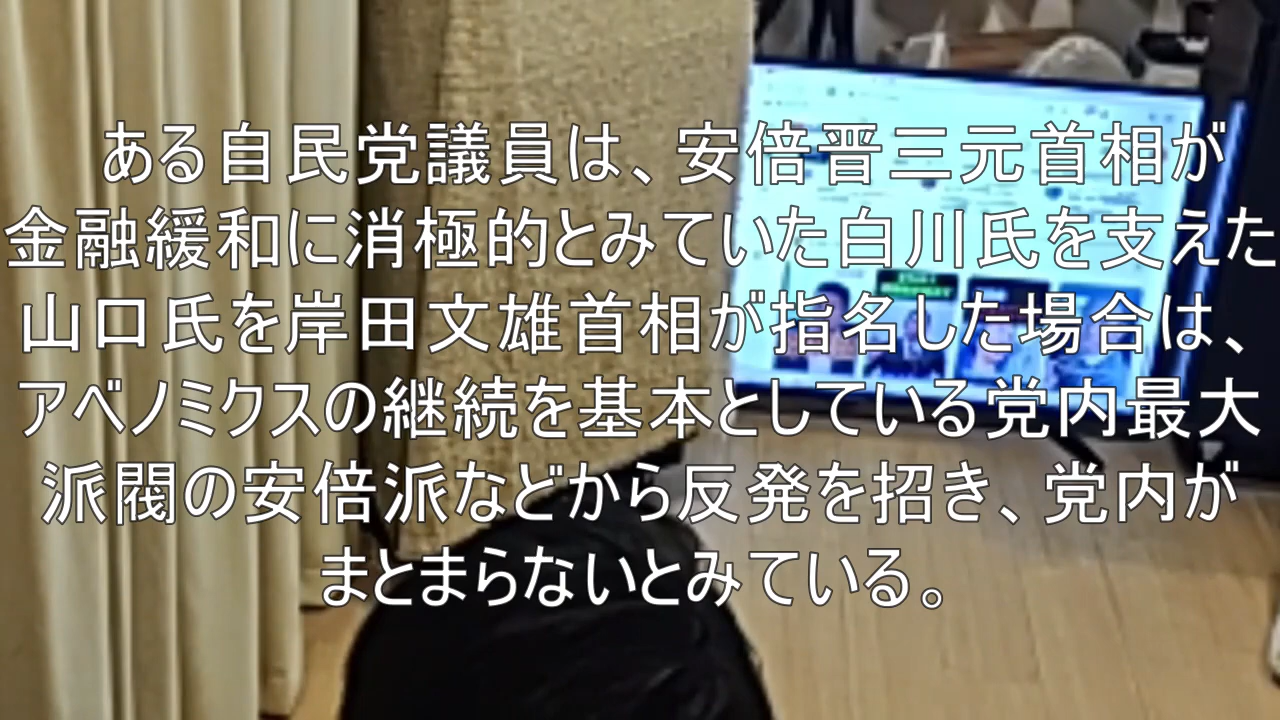 ある自民党議員は、安倍晋三元首相が
金融緩和に消極的とみていた白川氏を支えた
山口氏を岸田文雄首相が指名した場合は、
アベノミクスの継続を基本としている党内最大
派閥の安倍派などから反発を招き、党内が
まとまらないとみている。